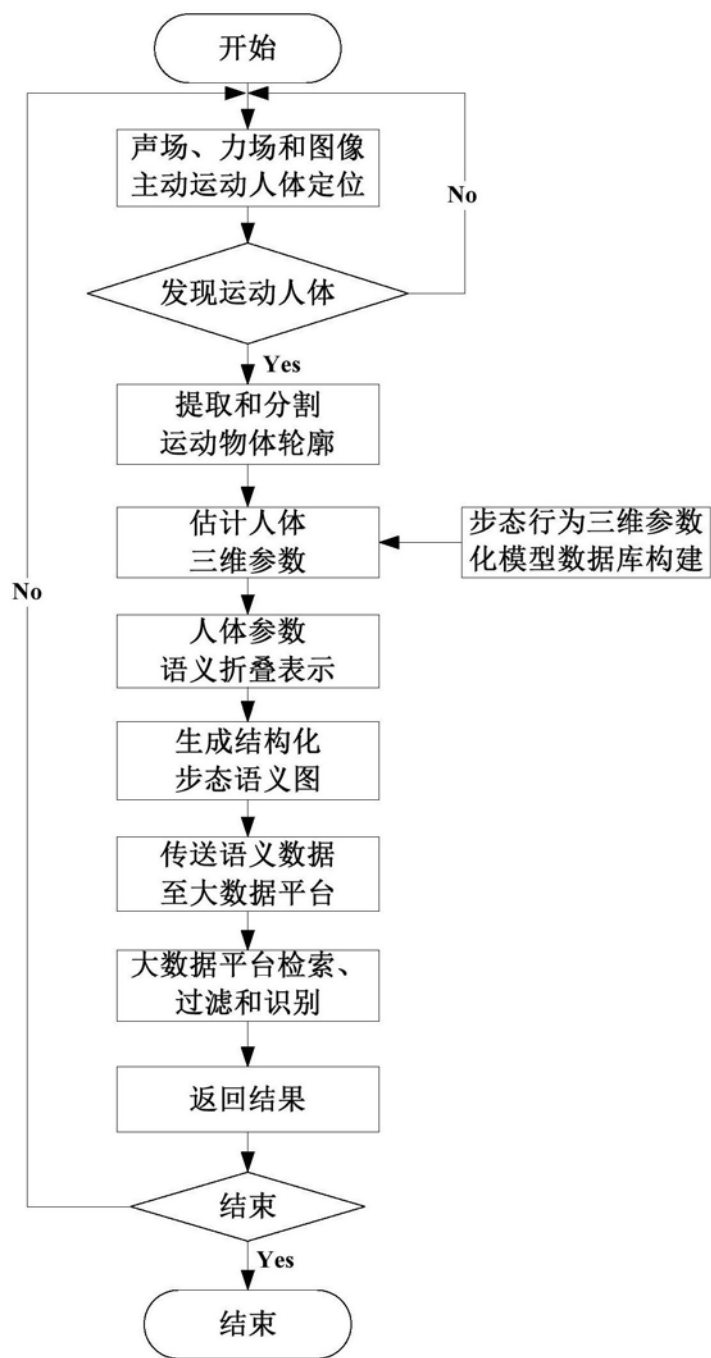 开始
声场、力场和图像
主动运动人体定位
No
发现运动人体
Yes
提取和分割
运动物体轮廓
估计人体
三维参数
步态行为三维参数
化模型数据库构建
No
人体参数
语义折叠表示
生成结构化
步态语义图
传送语义数据
至大数据平台
大数据平台检索、
过滤和识别
返回结果
结束
Yes
结束